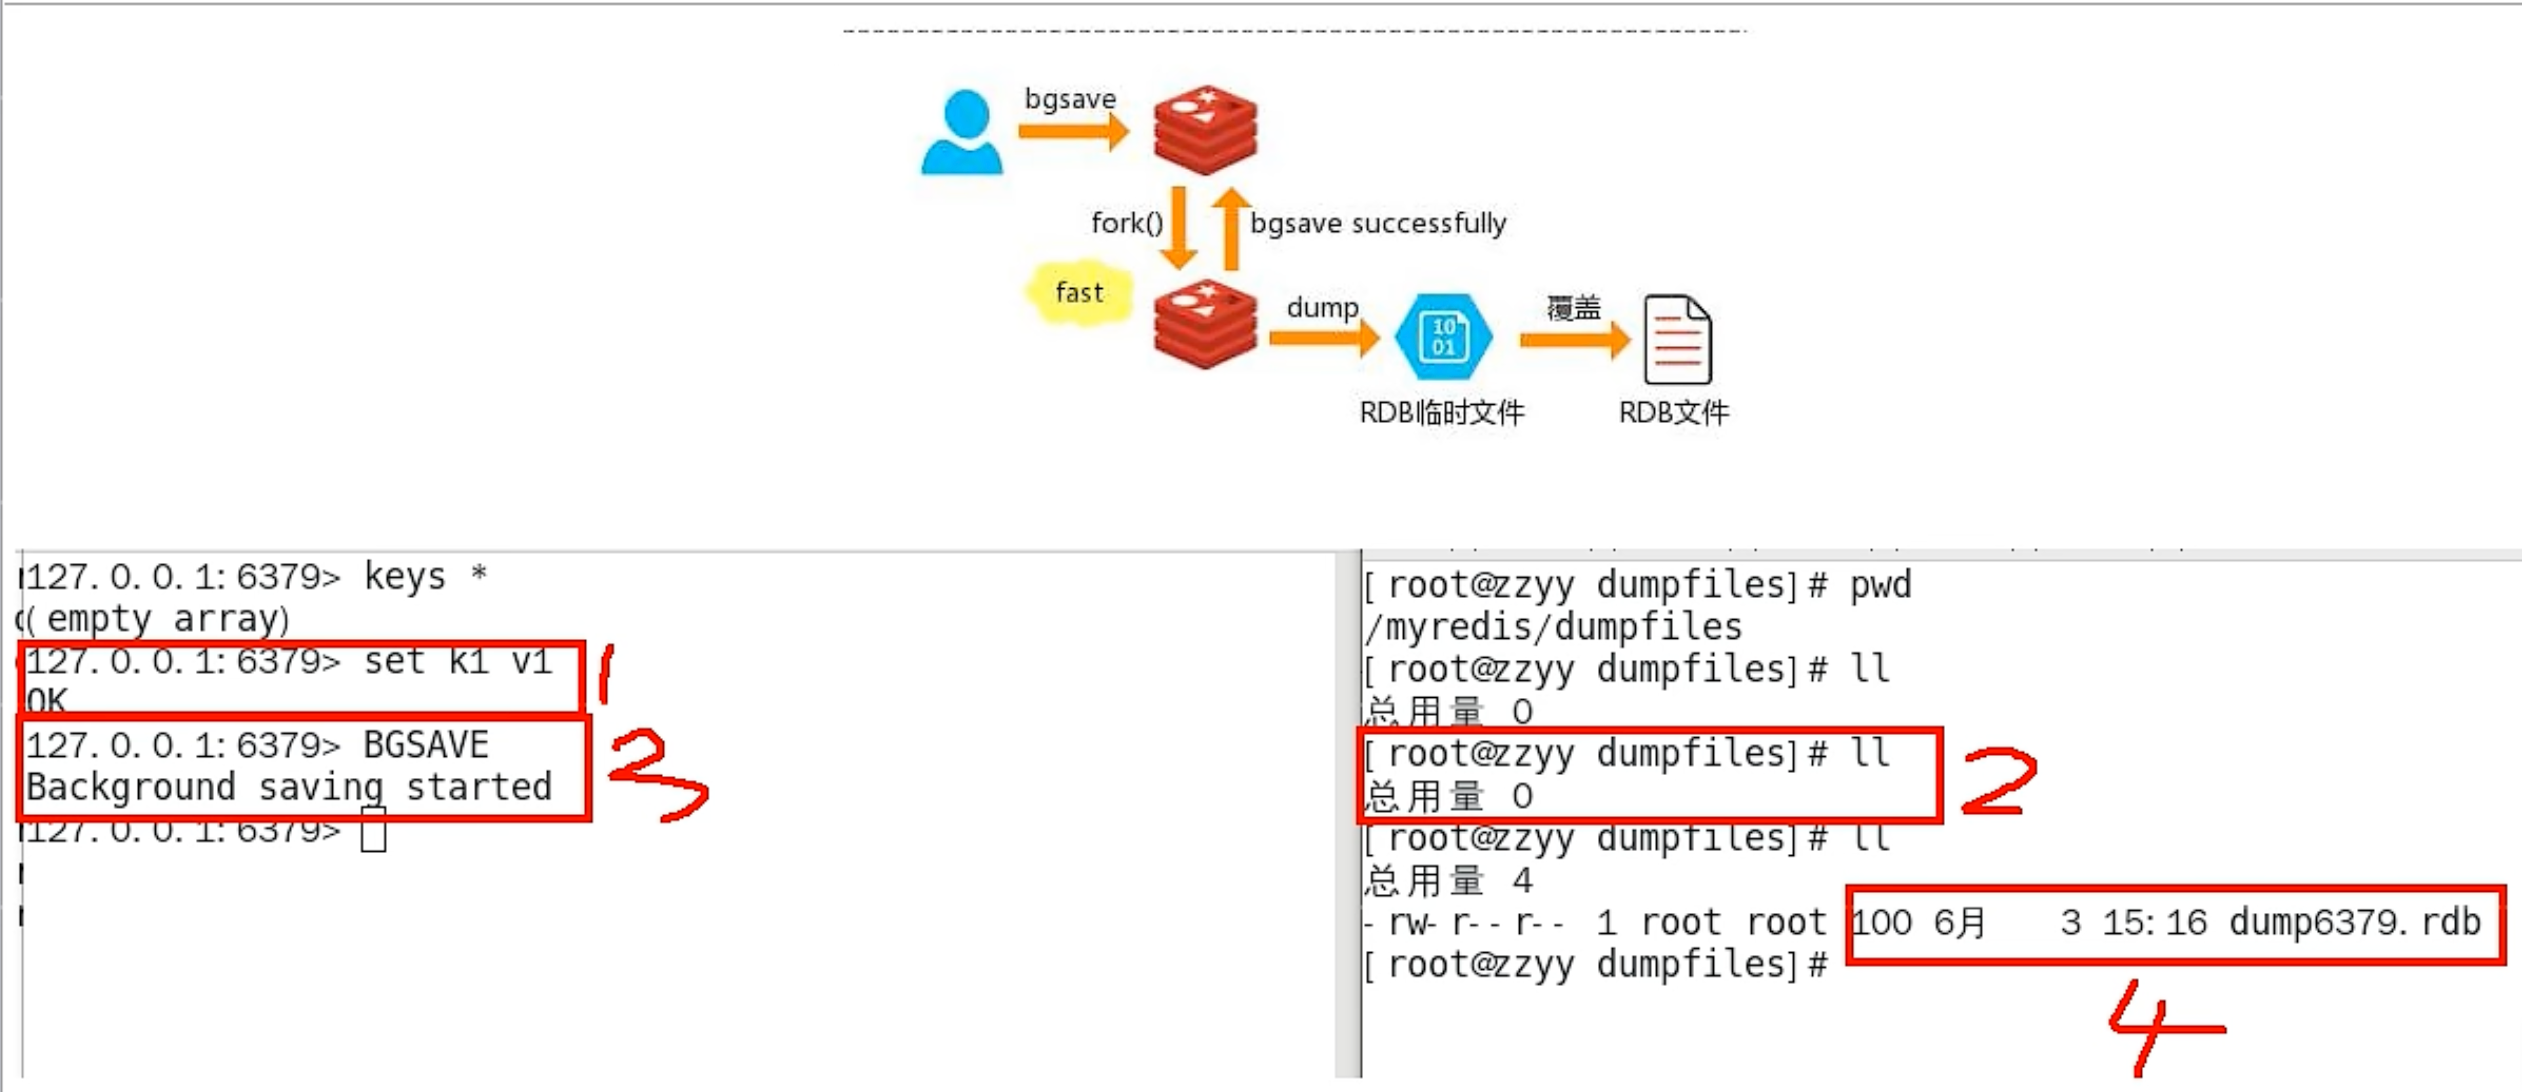 bgsave
fork()
bgsave successfully
fast
dump
10
01
覆盖
RDB临时文件
RDB文件
127.0.0.1:6379> keys *
(empty array)
127.0.0.1:6379> set k1 v1
OK
1
127.0.0.1:6379> BGSAVE
Background saving started
3
127.0.0.1:6379>
[root@zzyy dumpfiles]# pwd
/myredis/dumpfiles
[root@zzyy dumpfiles]# ll
总用量 0
[root@zzyy dumpfiles]# ll
总用量 0
2
[root@zzyy dumpfiles]# ll
总用量 4
-rw-r--r-- 1 root root 100 6月 3 15:16 dump6379.rdb
[root@zzyy dumpfiles]#
4